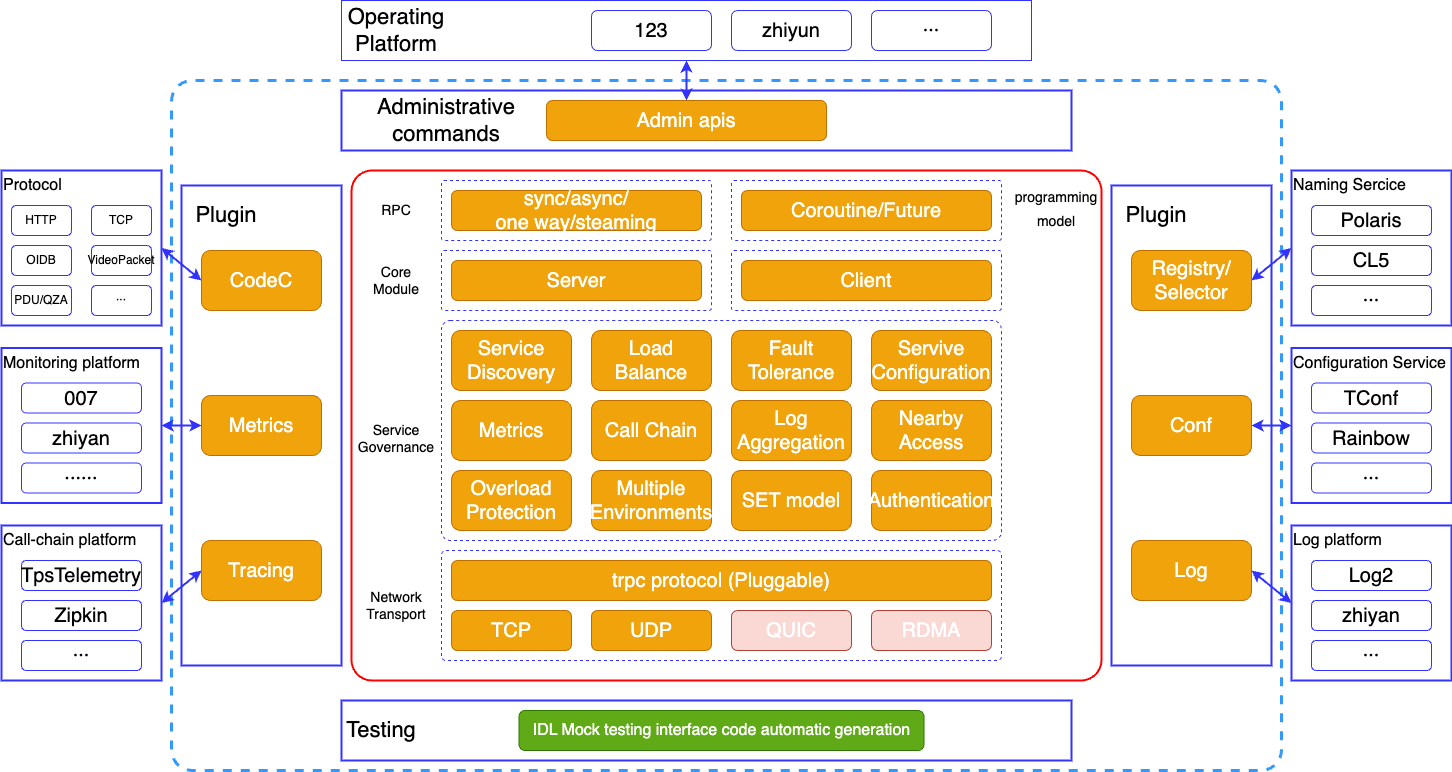 Operating
Platform
123
zhiyun
...
Administrative
commands
Admin apis
Protocol
HTTP
TCP
OIDB
VideoPacket
PDU/QZA
...
Monitoring platform
007
zhiyan
......
Call-chain platform
TpsTelemetry
Zipkin
...
Plugin
CodeC
Metrics
Tracing
RPC
sync/async/
one way/steaming
Coroutine/Future
programming
model
Core
Module
Server
Client
Service
Governance
Service
Discovery
Load
Balance
Fault
Tolerance
Servive
Configuration
Metrics
Call Chain
Log
Aggregation
Nearby
Access
Overload
Protection
Multiple
Environments
SET model
Authentication
Network
Transport
trpc protocol (Pluggable)
TCP
UDP
QUIC
RDMA
Plugin
Registry/
Selector
Conf
Log
Naming Sercice
Polaris
CL5
...
Configuration Service
TConf
Rainbow
...
Log platform
Log2
zhiyan
...
Testing
IDL Mock testing interface code automatic generation